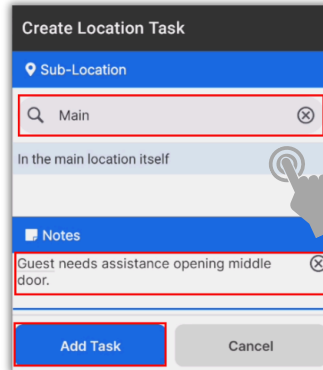 Create Location Task
Sub-Location
Main
In the main location itself
Notes
Guest needs assistance opening middle
door.
Add Task
Cancel